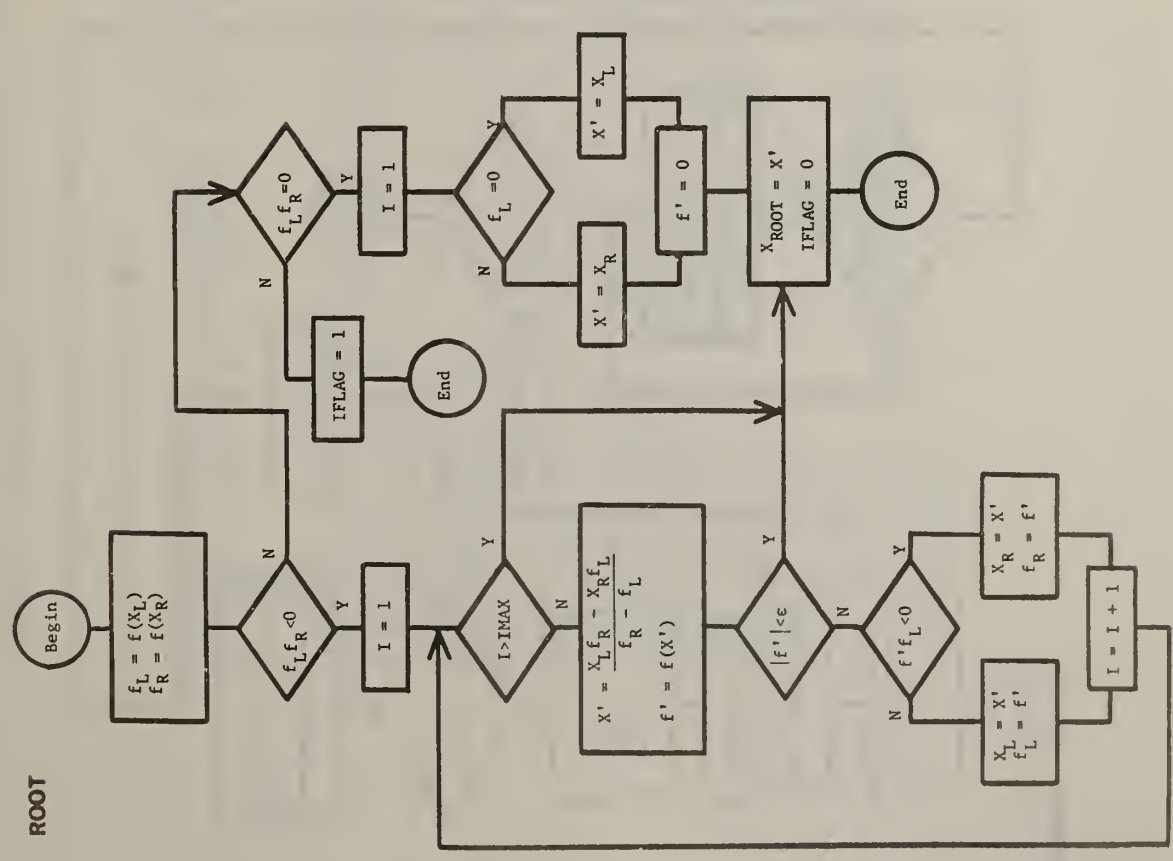 ROOT
Begin
f_L = f(X_L)
f_R = f(X_R)
f_L f_R <0
N
Y
I = 1
I>IMAX
Y
N
X' = X_L f_R - X_R f_L
f_R - f_L
f' = f(X')
|f'|<ε
Y
N
f'f_L<0
N
Y
X_L = X'
f_L = f'
X_R = X'
f_R = f'
I = I + 1
f_L f_R =0
N
Y
IFLAG = 1
End
I = 1
f_L =0
N
Y
X' = X_R
X' = X_L
f' = 0
X_ROOT = X'
IFLAG = 0
End